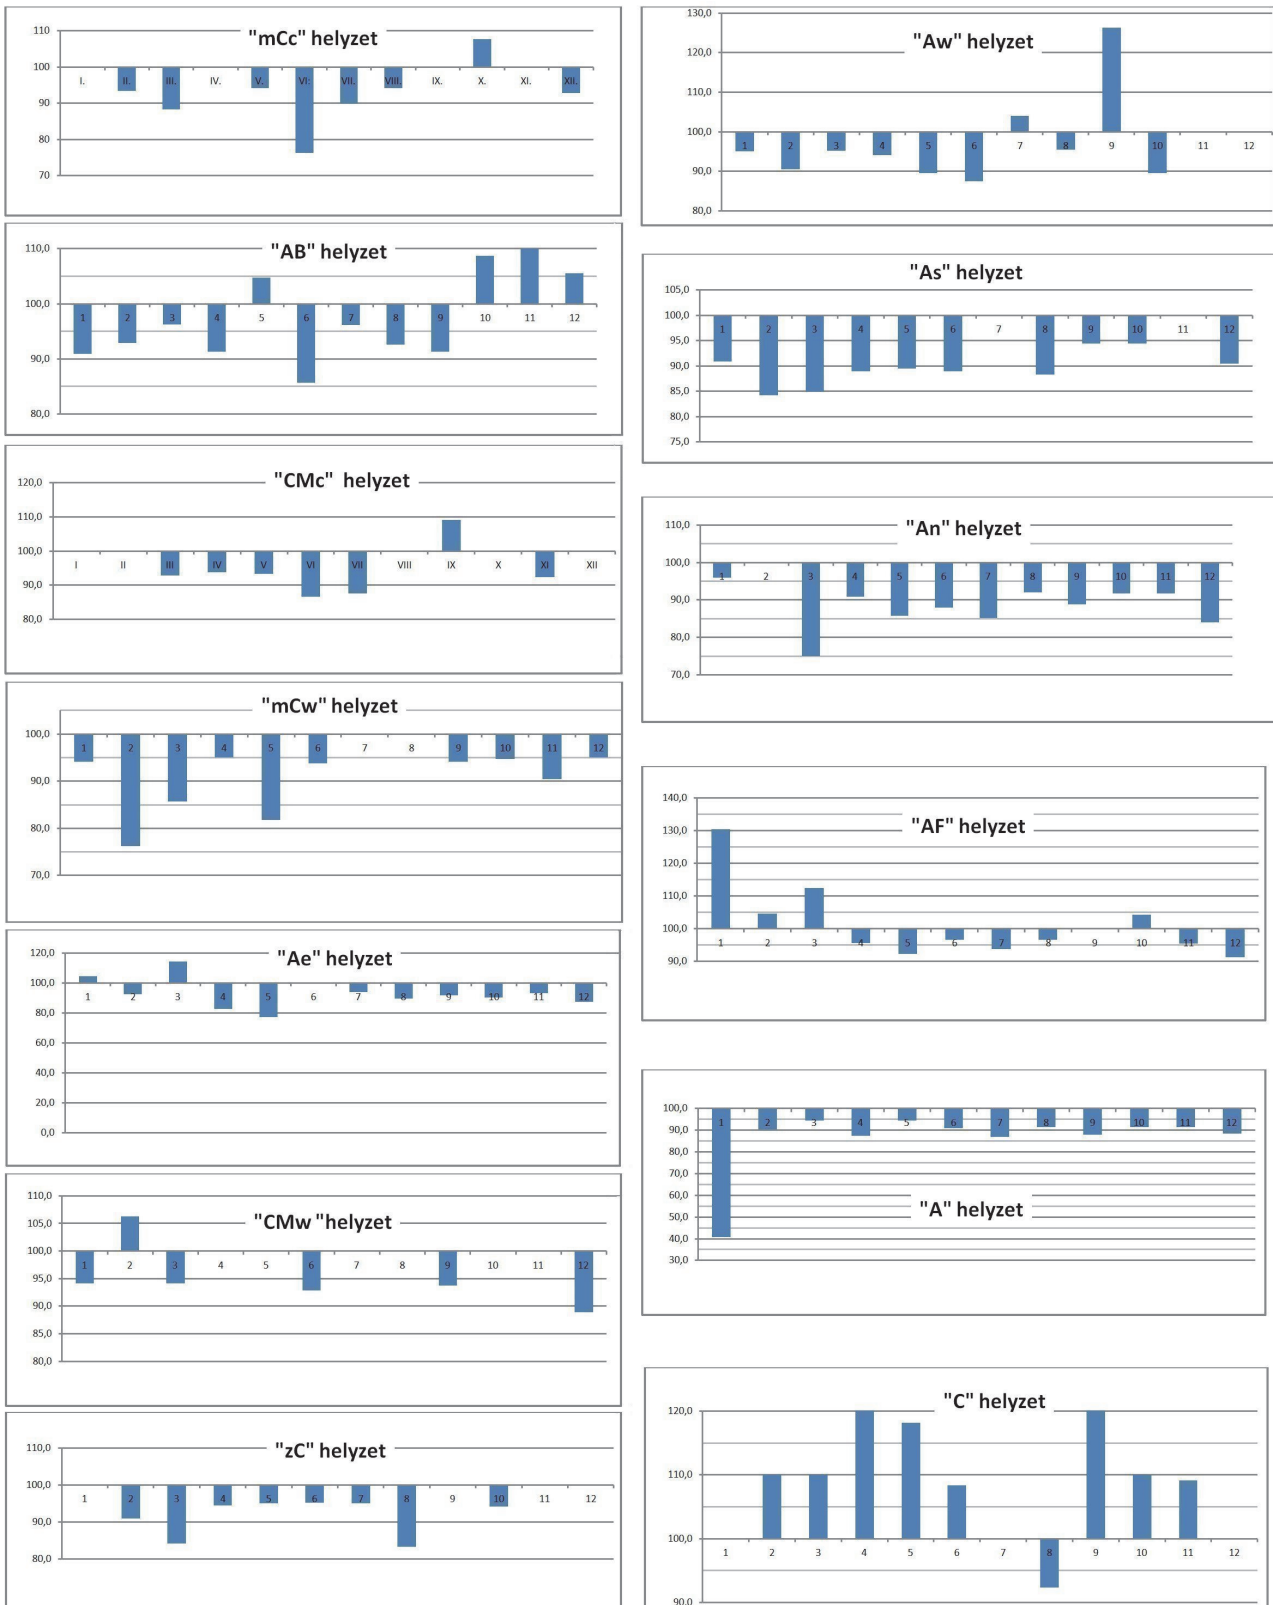 "mCc" helyzet
110
100
90
80
70
I. II. III. IV. V. VI: VII. VIII. IX. X. XI. XII.
"AB" helyzet
110,0
100,0
90,0
80,0
1 2 3 4 5 6 7 8 9 10 11 12
"CMc" helyzet
120,0
110,0
100,0
90,0
80,0
I II III IV V VI VII VIII IX X XI XII
"mCw" helyzet
100,0
90,0
80,0
70,0
1 2 3 4 5 6 7 8 9 10 11 12
"Ae" helyzet
120,0
100,0
80,0
60,0
40,0
20,0
0,0
1 2 3 4 5 6 7 8 9 10 11 12
"CMw "helyzet
110,0
105,0
100,0
95,0
90,0
85,0
80,0
1 2 3 4 5 6 7 8 9 10 11 12
"zC" helyzet
110,0
100,0
90,0
80,0
1 2 3 4 5 6 7 8 9 10 11 12
"Aw" helyzet
130,0
120,0
110,0
100,0
90,0
80,0
1 2 3 4 5 6 7 8 9 10 11 12
"As" helyzet
105,0
100,0
95,0
90,0
85,0
80,0
75,0
1 2 3 4 5 6 7 8 9 10 11 12
"An" helyzet
110,0
100,0
90,0
80,0
70,0
1 2 3 4 5 6 7 8 9 10 11 12
"AF" helyzet
140,0
130,0
120,0
110,0
100,0
90,0
1 2 3 4 5 6 7 8 9 10 11 12
"A" helyzet
100,0
90,0
80,0
70,0
60,0
50,0
40,0
30,0
1 2 3 4 5 6 7 8 9 10 11 12
"C" helyzet
120,0
110,0
100,0
90,0
1 2 3 4 5 6 7 8 9 10 11 12